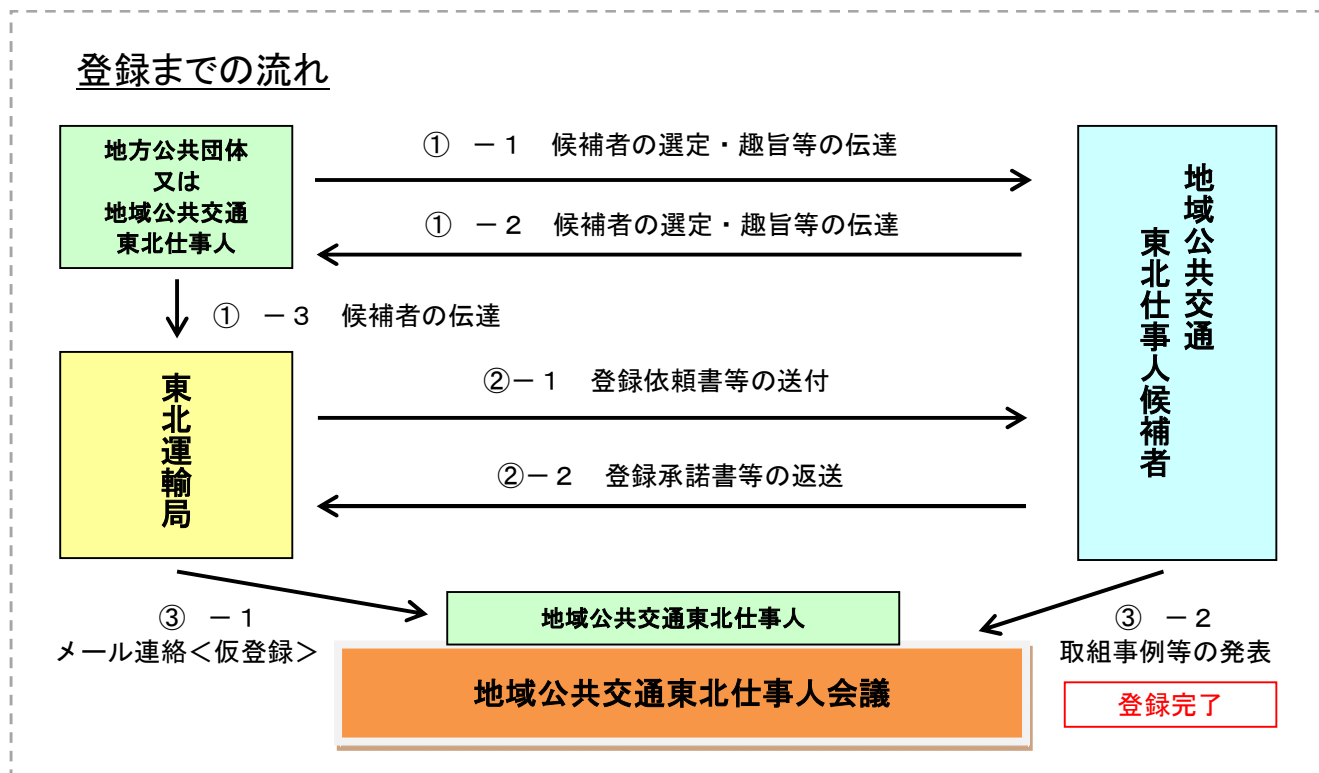 登録までの流れ
地方公共団体
又は
地域公共交通
東北仕事人
① －１ 候補者の選定・趣旨等の伝達
① －２ 候補者の選定・趣旨等の伝達
地域公共交通
東北仕事人候補者
① －３ 候補者の伝達
東北運輸局
②－１ 登録依頼書等の送付
②－２ 登録承諾書等の返送
③ －１
メール連絡＜仮登録＞
地域公共交通東北仕事人
地域公共交通東北仕事人会議
③ －２
取組事例等の発表
登録完了